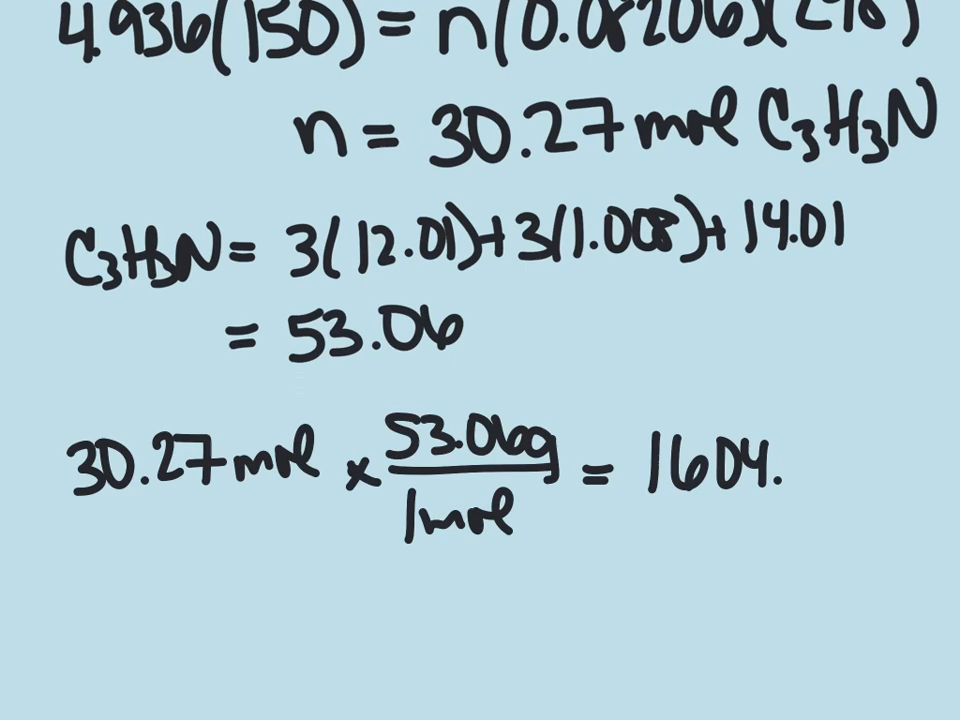 4.936(150) = n(0.08206)(298)
n = 30.27 mol C₃H₃N
C₃H₃N = 3(12.01)+3(1.008)+14.01
= 53.06
30.27 mol x 53.06g/1mol = 1604.